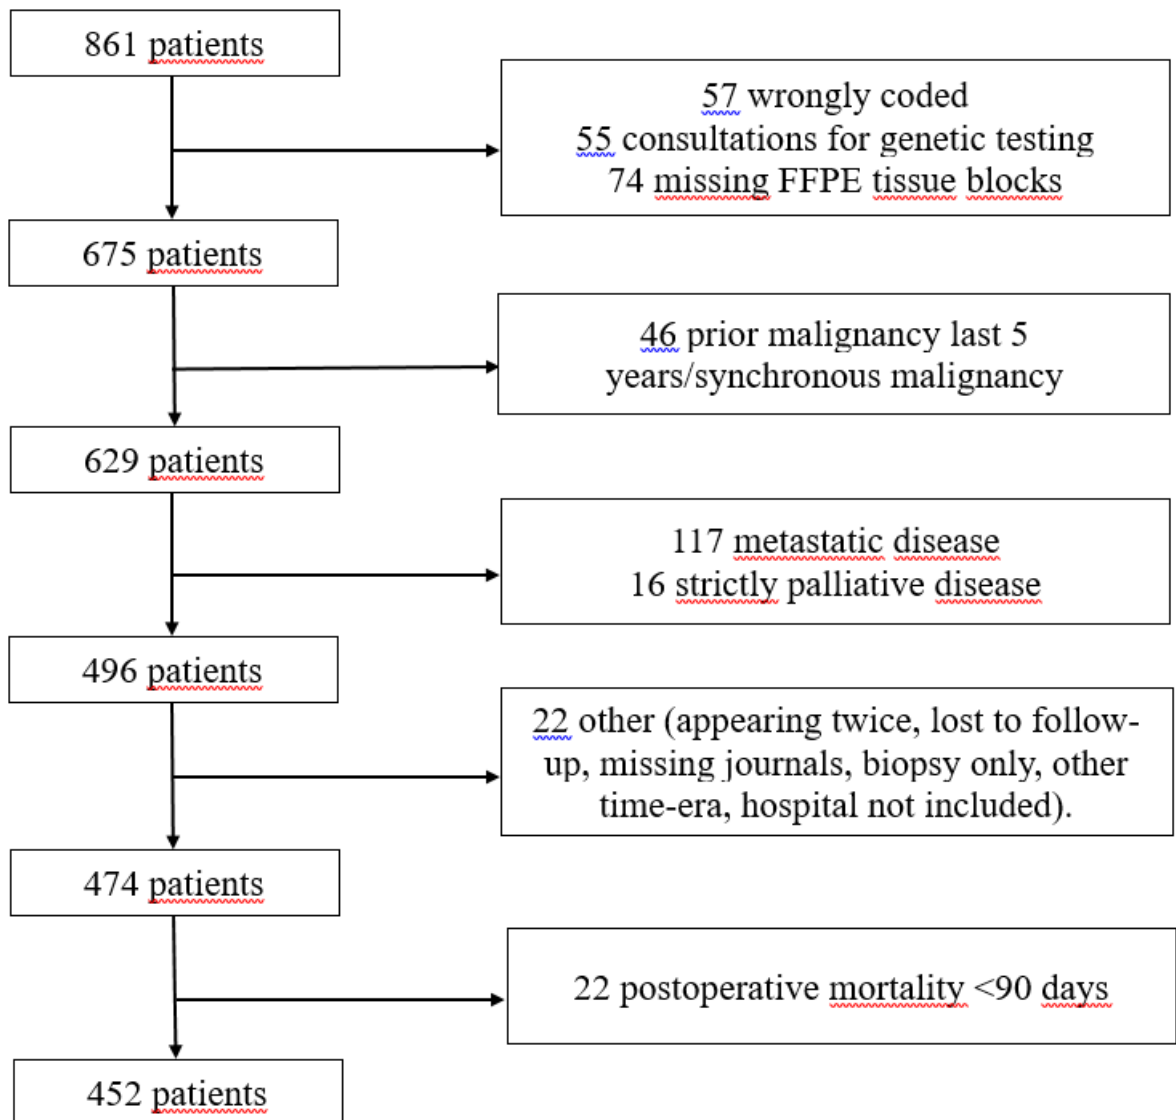 861 patients
57 wrongly coded
55 consultations for genetic testing
74 missing FFPE tissue blocks
675 patients
46 prior malignancy last 5
years/synchronous malignancy
629 patients
117 metastatic disease
16 strictly palliative disease
496 patients
22 other (appearing twice, lost to follow-
up, missing journals, biopsy only, other
time-era, hospital not included).
474 patients
22 postoperative mortality <90 days
452 patients